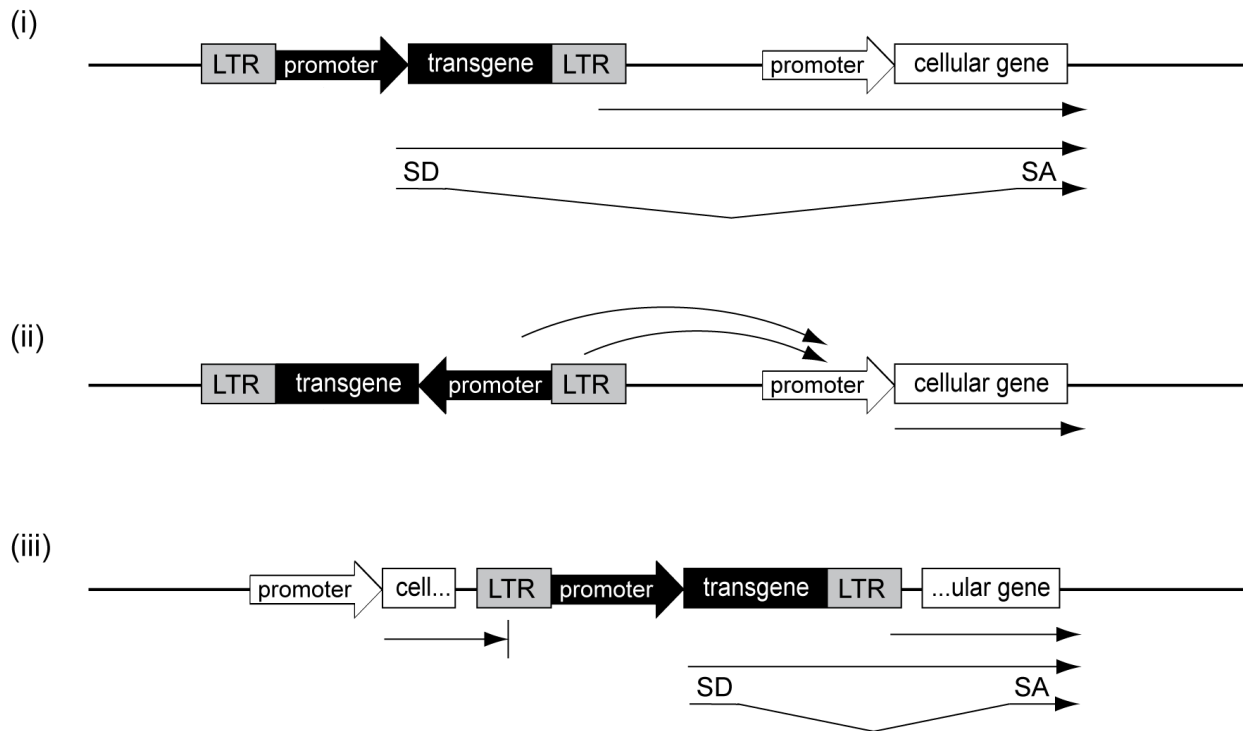 (i)
LTR promoter transgene LTR promoter cellular gene
SD SA
(ii)
LTR transgene promoter LTR promoter cellular gene
(iii)
promoter cell... LTR promoter transgene LTR ...ular gene
SD SA